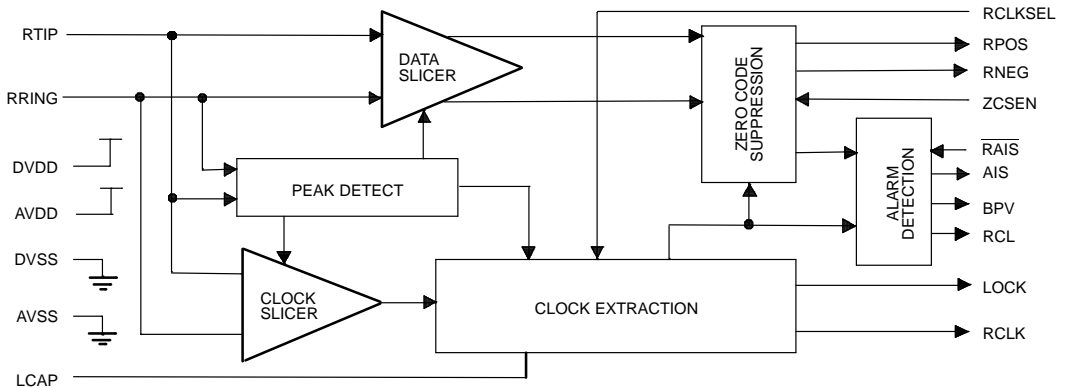 RTIP
RRING
DVDD
AVDD
DVSS
AVSS
LCAP
DATA
SLICER
PEAK DETECT
CLOCK
SLICER
CLOCK EXTRACTION
ZERO CODE
SUPPRESSION
ALARM
DETECTION
RCLKSEL
RPOS
RNEG
ZCSEN
RAIS
AIS
BPV
RCL
LOCK
RCLK